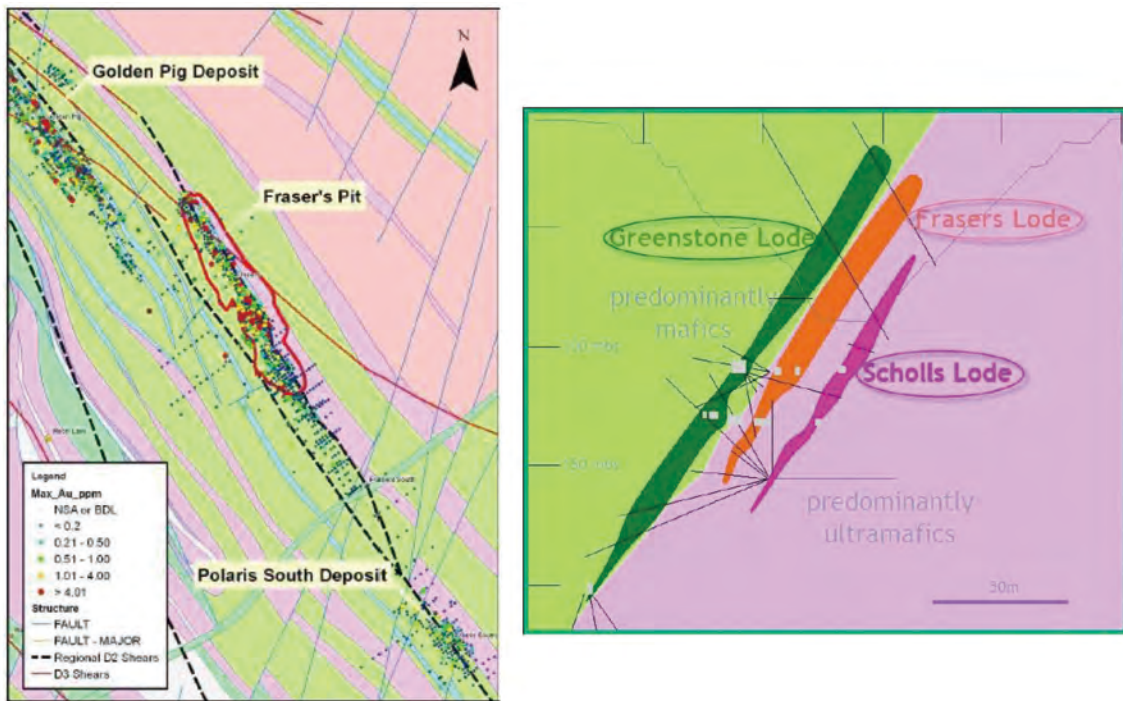 Golden Pig Deposit
N
Fraser's Pit
Polaris South Deposit
Legend
Max_Au_ppm
NSA or BDL
< 0.2
0.21 - 0.50
0.51 - 1.00
1.01 - 4.00
> 4.01
Structure
FAULT
FAULT - MAJOR
Regional D2 Shears
D3 Shears
Greenstone Lode
Frasers Lode
predominantly
mafics
Scholls Lode
predominantly
ultramafics